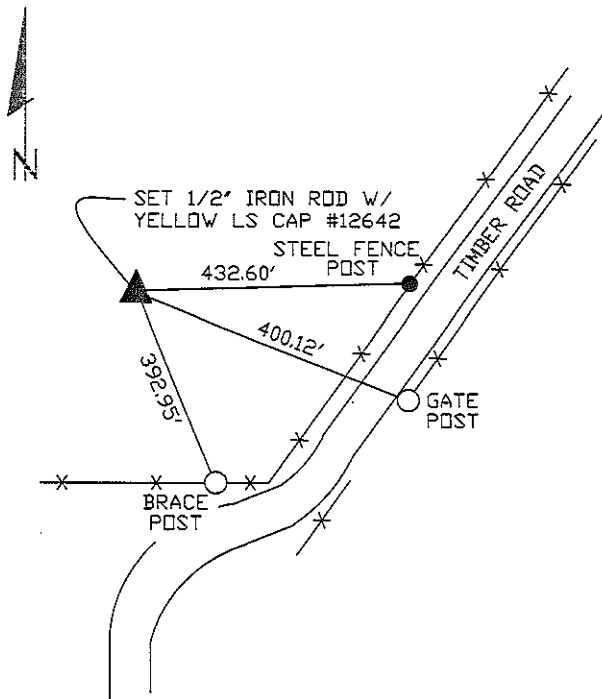 N
SET 1/2" IRON ROD W/
YELLOW LS CAP #12642
STEEL FENCE
POST
432.60'
TIMBER ROAD
400.12'
392.95'
GATE
POST
BRACE
POST